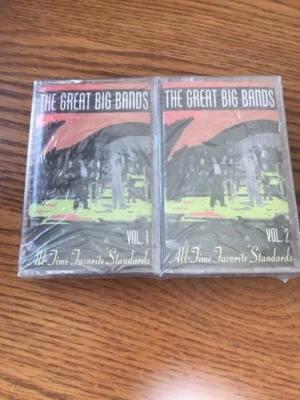 THE GREAT BIG BANDS
VOL. 1
All-Time Favorite Standards
THE GREAT BIG BANDS
VOL. 2
All-Time Favorite Standards